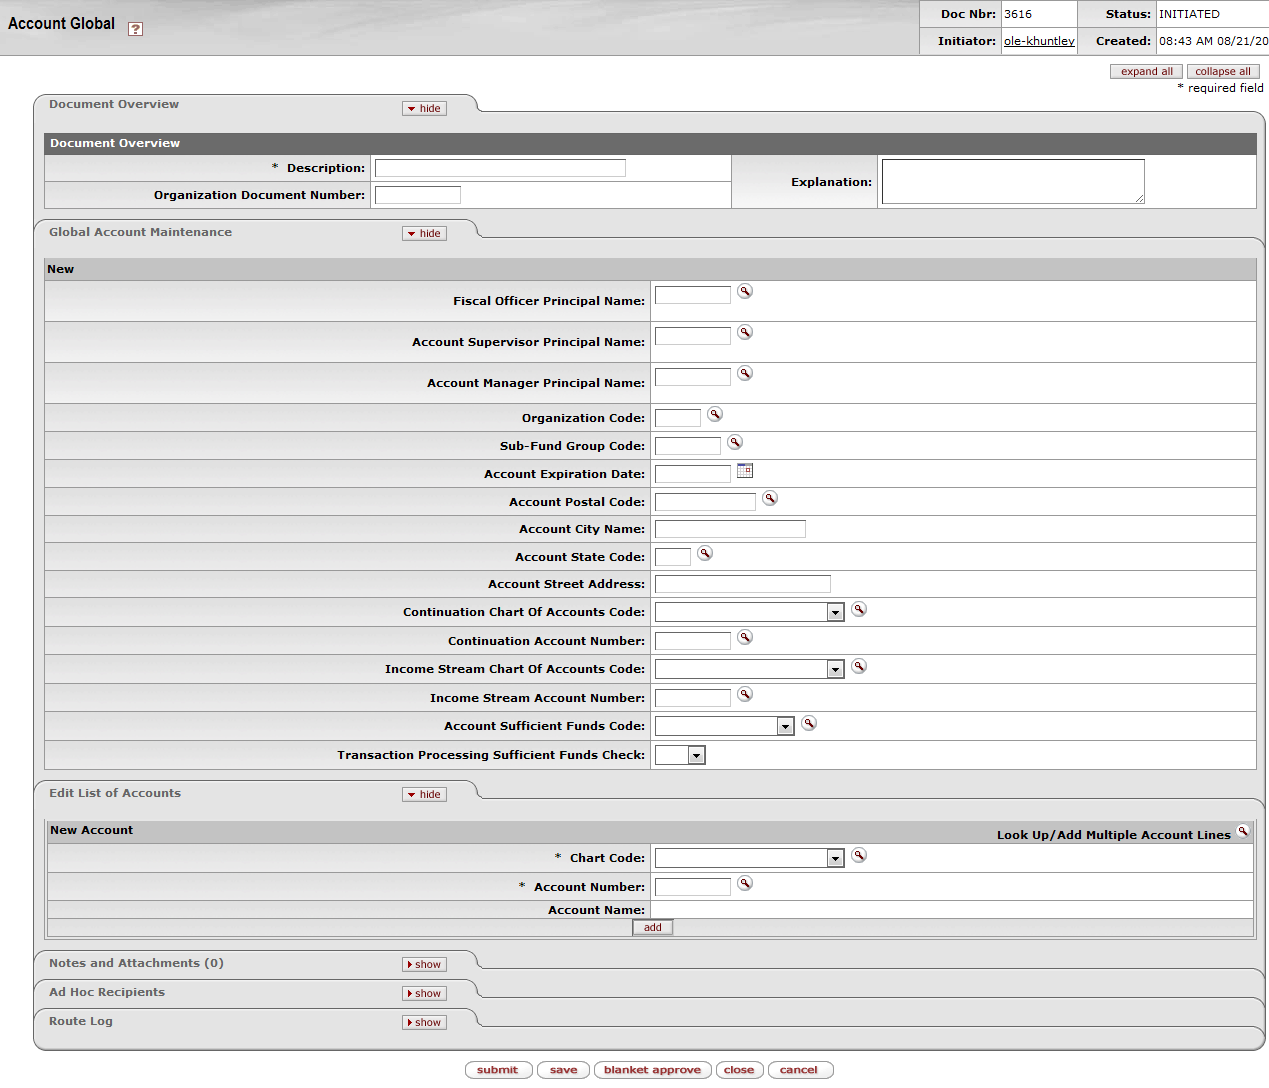 Account Global ?
Doc Nbr: 3616 Status: INITIATED
Initiator: ole-khuntley Created: 08:43 AM 08/21/20
expand all collapse all
* required field
Document Overview hide
Document Overview
* Description:
Explanation:
Organization Document Number:
Global Account Maintenance hide
New
Fiscal Officer Principal Name:
Account Supervisor Principal Name:
Account Manager Principal Name:
Organization Code:
Sub-Fund Group Code:
Account Expiration Date:
Account Postal Code:
Account City Name:
Account State Code:
Account Street Address:
Continuation Chart Of Accounts Code:
Continuation Account Number:
Income Stream Chart Of Accounts Code:
Income Stream Account Number:
Account Sufficient Funds Code:
Transaction Processing Sufficient Funds Check:
Edit List of Accounts hide
New Account Look Up/Add Multiple Account Lines
* Chart Code:
* Account Number:
Account Name:
add
Notes and Attachments (0) show
Ad Hoc Recipients show
Route Log show
submit save blanket approve close cancel